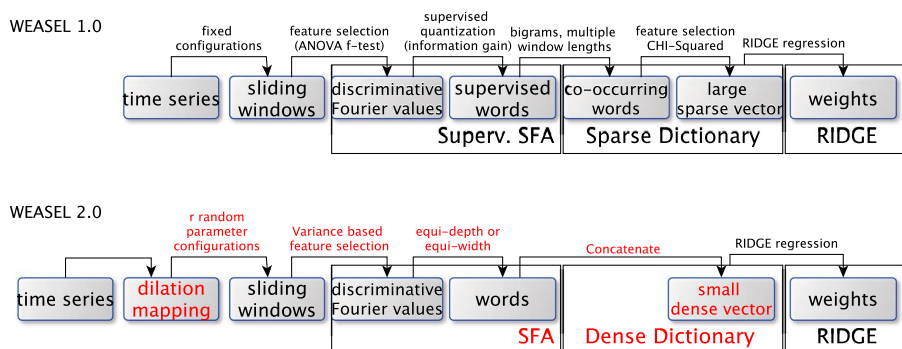 WEASEL 1.0
fixed
configurations
feature selection
(ANOVA f-test)
supervised
quantization
(information gain)
bigrams, multiple
window lengths
feature selection
CHI-Squared
RIDGE regression
time series
sliding
windows
discriminative
Fourier values
supervised
words
co-occurring
words
large
sparse vector
weights
Superv. SFA
Sparse Dictionary
RIDGE
WEASEL 2.0
r random
parameter
configurations
Variance based
feature selection
equi-depth or
equi-width
Concatenate
RIDGE regression
time series
dilation
mapping
sliding
windows
discriminative
Fourier values
words
small
dense vector
weights
SFA
Dense Dictionary
RIDGE